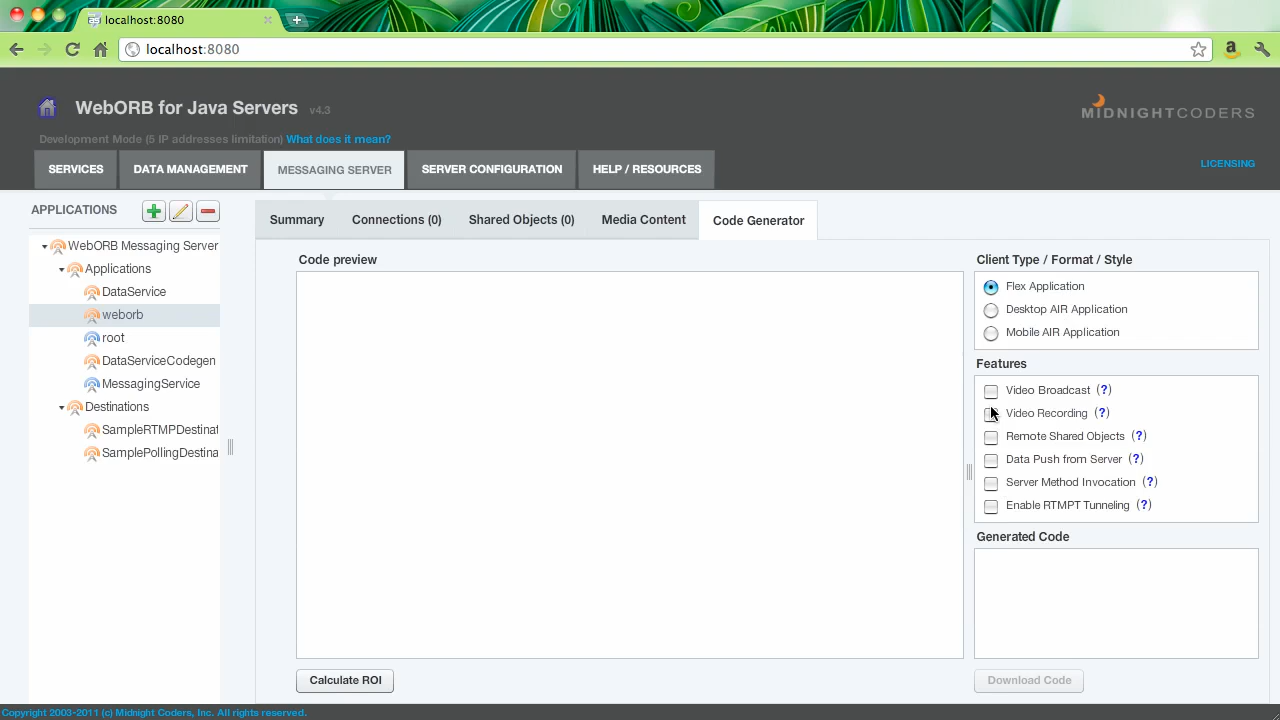 localhost:8080
localhost:8080
WebORB for Java Servers v4.3
MIDNIGHTCODERS
Development Mode (5 IP addresses limitation) What does it mean?
SERVICES
DATA MANAGEMENT
MESSAGING SERVER
SERVER CONFIGURATION
HELP / RESOURCES
LICENSING
APPLICATIONS
WebORB Messaging Server
Applications
DataService
weborb
root
DataServiceCodegen
MessagingService
Destinations
SampleRTMPDestinat
SamplePollingDestina
Summary
Connections (0)
Shared Objects (0)
Media Content
Code Generator
Code preview
Calculate ROI
Client Type / Format / Style
Flex Application
Desktop AIR Application
Mobile AIR Application
Features
Video Broadcast (?)
Video Recording (?)
Remote Shared Objects (?)
Data Push from Server (?)
Server Method Invocation (?)
Enable RTMPT Tunneling (?)
Generated Code
Download Code
Copyright 2003-2011 (c) Midnight Coders, Inc. All rights reserved.